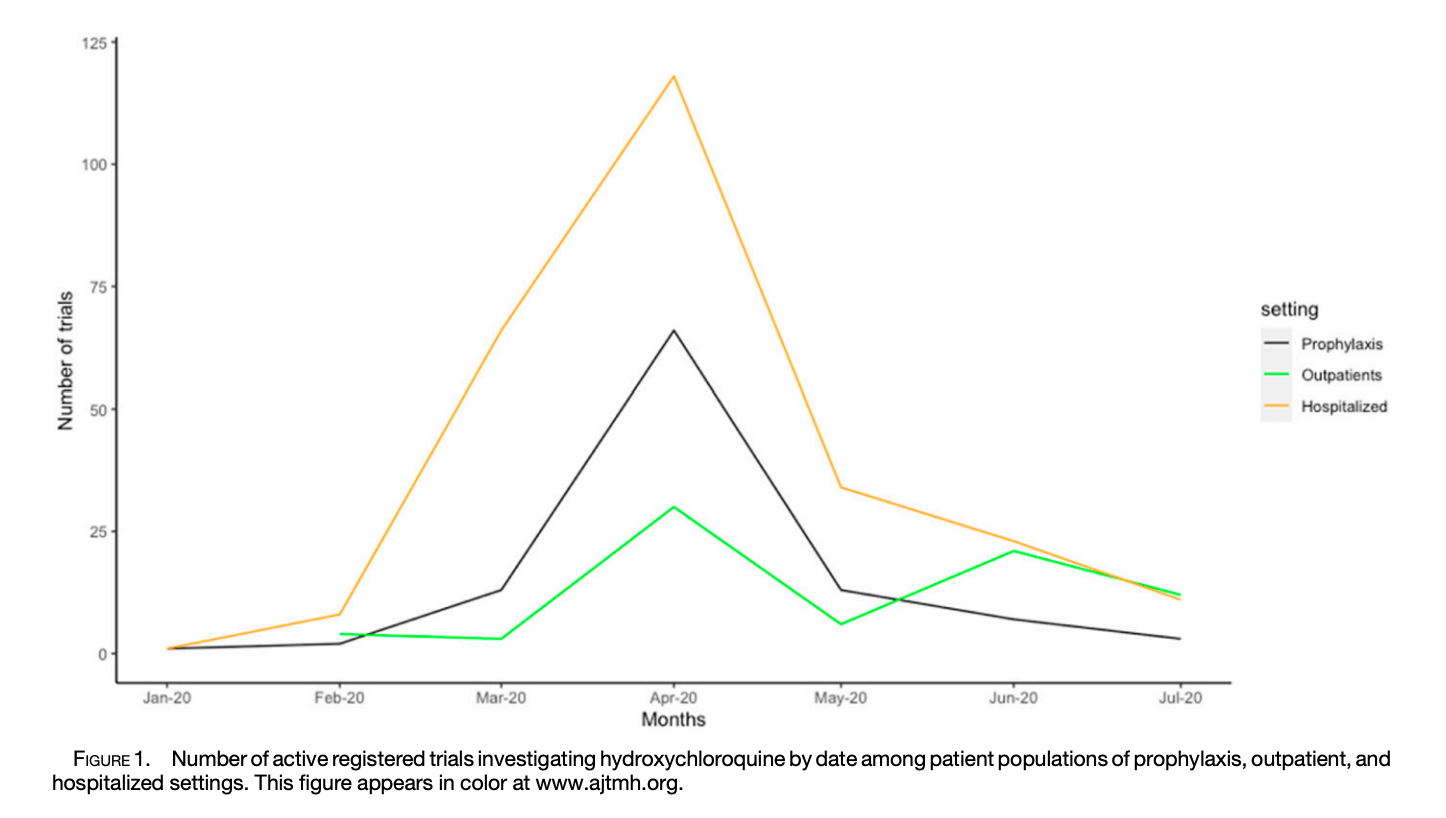 125
100
75
50
25
0
Number of trials
Jan-20 Feb-20 Mar-20 Apr-20 May-20 Jun-20 Jul-20
Months
setting
Prophylaxis
Outpatients
Hospitalized
FIGURE 1. Number of active registered trials investigating hydroxychloroquine by date among patient populations of prophylaxis, outpatient, and
hospitalized settings. This figure appears in color at www.ajtmh.org.